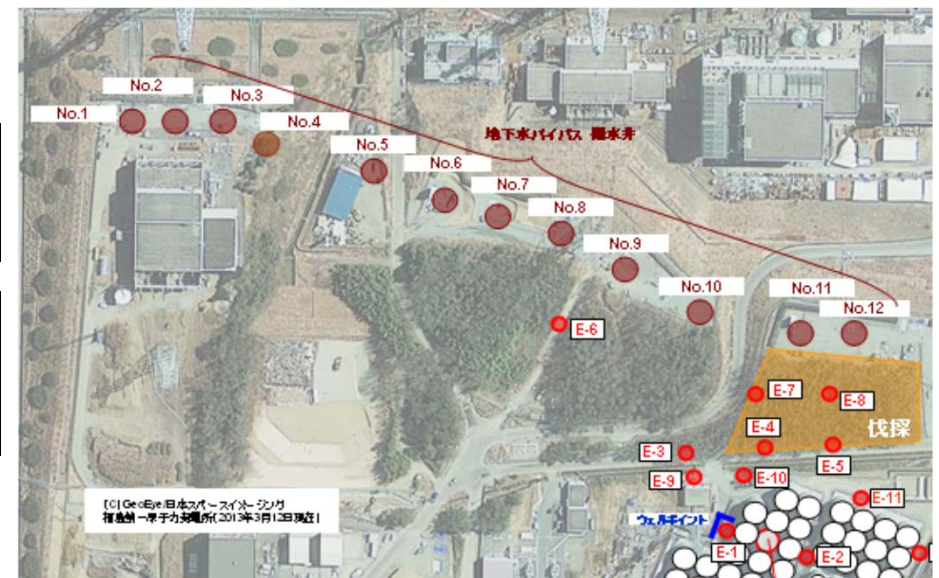 No.2
No.1
No.3
No.4
No.5
地下水バイパス 揚水井
No.6
No.7
No.8
No.9
No.10
No.11
No.12
E-6
E-7
E-8
伐採
E-4
E-3
E-5
E-9
E-10
E-11
(C)GeoEye/日本スペースイメージング
福島第一原子力発電所(2013年3月12日現在)
ウェルポイント
E-1
E-2